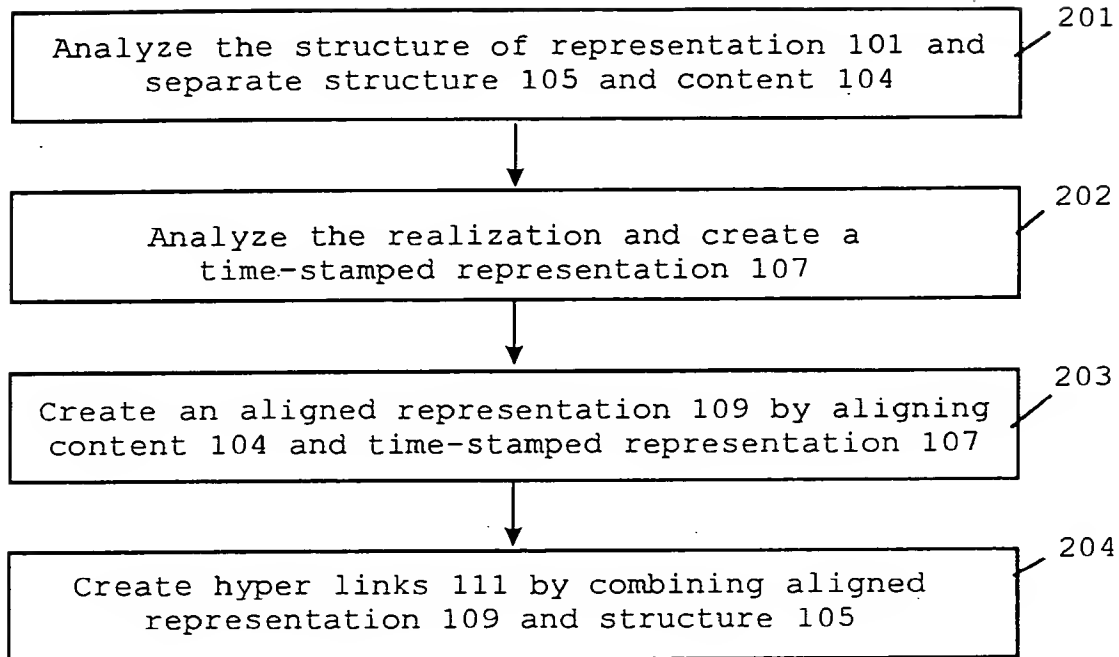 201
Analyze the structure of representation 101 and
separate structure 105 and content 104
202
Analyze the realization and create a
time-stamped representation 107
203
Create an aligned representation 109 by aligning
content 104 and time-stamped representation 107
204
Create hyper links 111 by combining aligned
representation 109 and structure 105